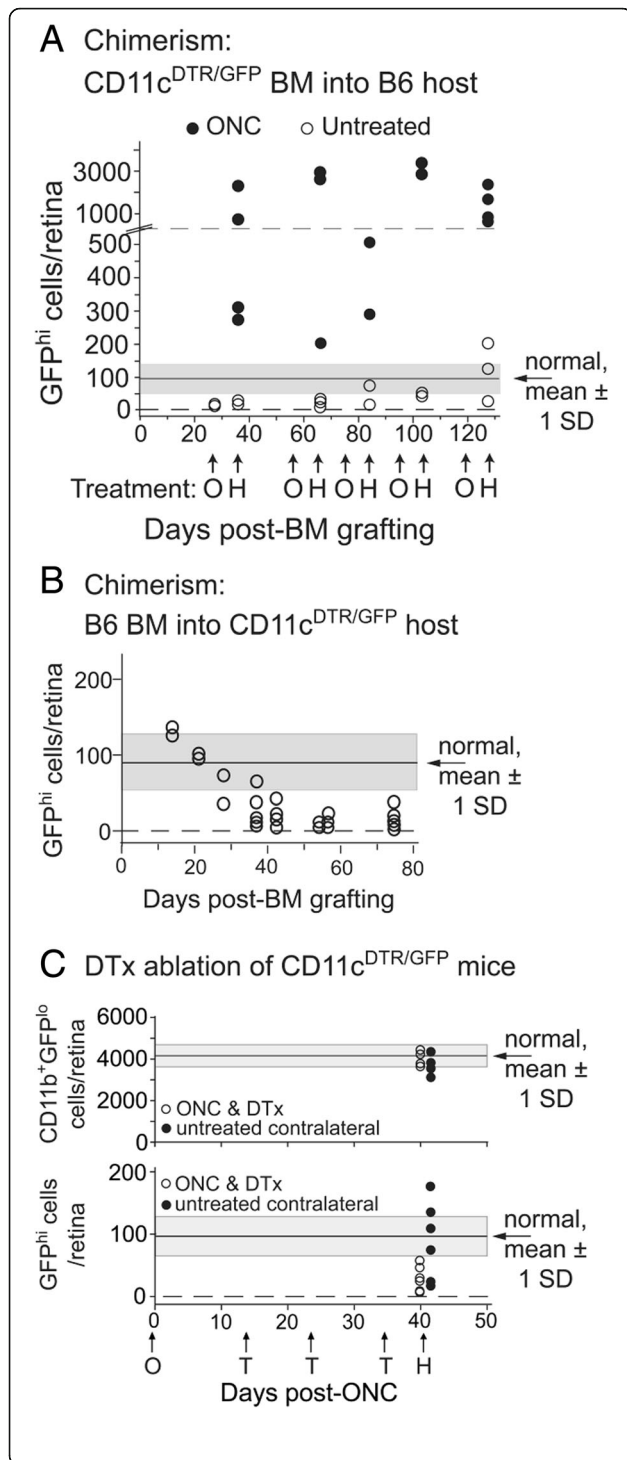 A Chimerism:
CD11c^DTR/GFP BM into B6 host
● ONC ○ Untreated
GFP^hi cells/retina
3000
1000
500
400
300
200
100
0
normal,
mean ±
1 SD
0 20 40 60 80 100 120
Treatment: O H O H O H O H O H
Days post-BM grafting
B Chimerism:
B6 BM into CD11c^DTR/GFP host
GFP^hi cells/retina
200
100
0
normal,
mean ±
1 SD
0 20 40 60 80
Days post-BM grafting
C DTx ablation of CD11c^DTR/GFP mice
CD11b^+GFP^lo
cells/retina
6000
4000
2000
0
○ ONC & DTx
● untreated contralateral
normal,
mean ±
1 SD
GFP^hi cells
/retina
200
100
0
○ ONC & DTx
● untreated contralateral
normal,
mean ±
1 SD
0 10 20 30 40 50
O T T T H
Days post-ONC